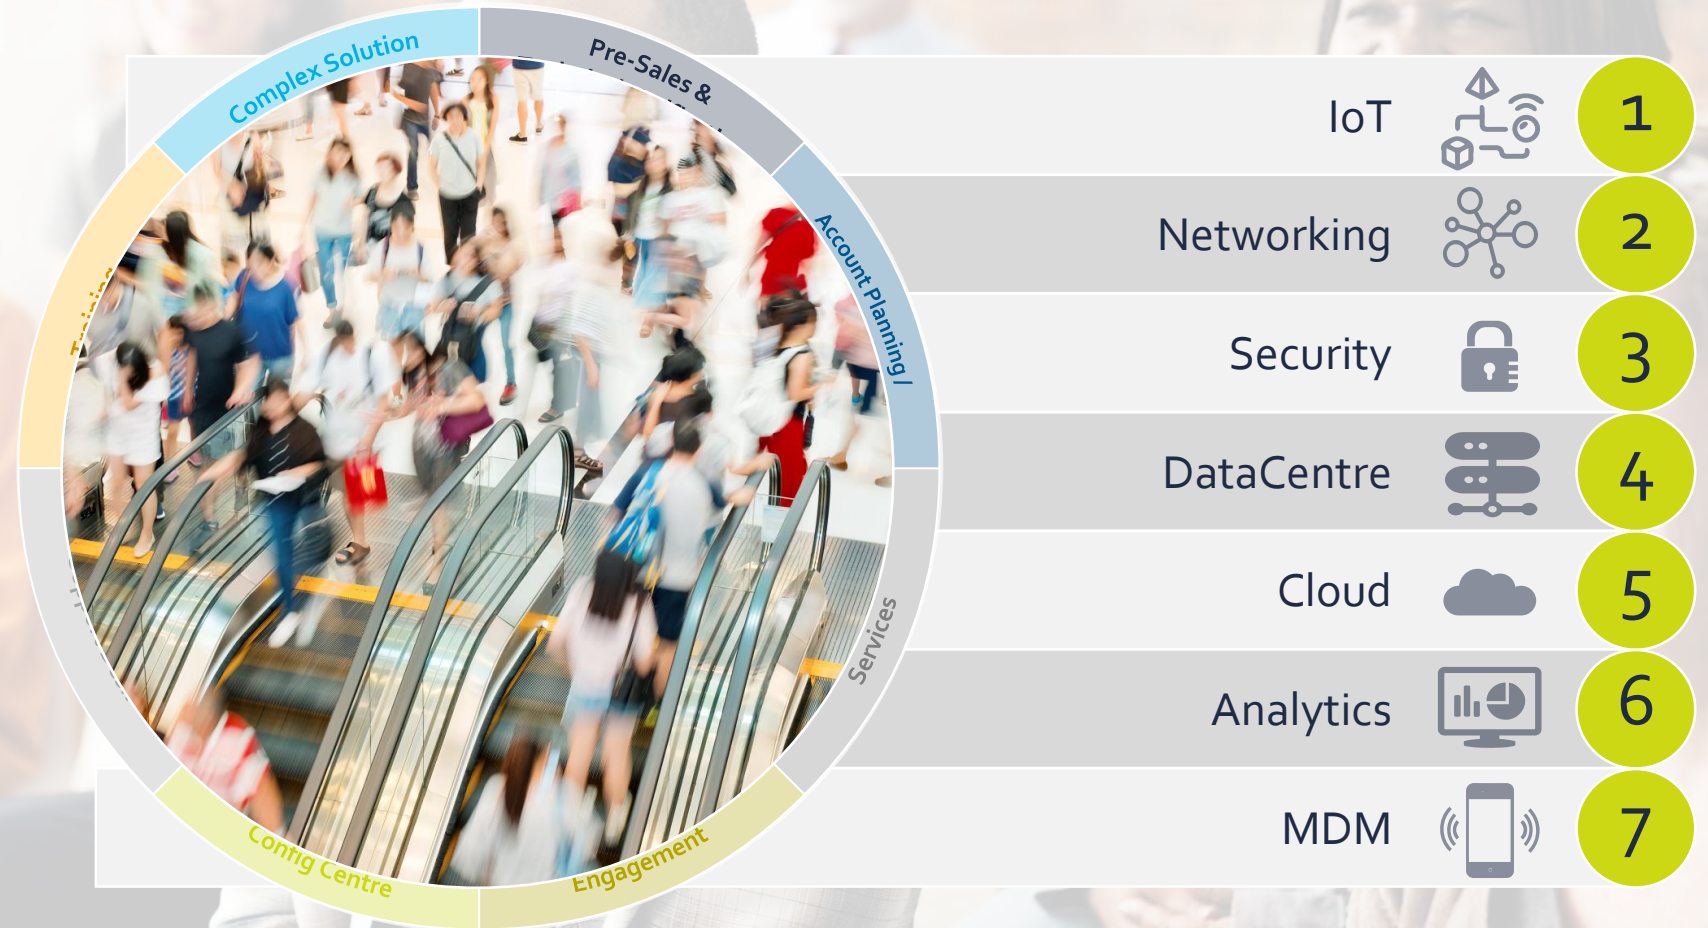 Complex Solution
Pre-Sales &
Account Planning /
Services
Engagement
Config Centre
Training
IoT
1
Networking
2
Security
3
DataCentre
4
Cloud
5
Analytics
6
MDM
7